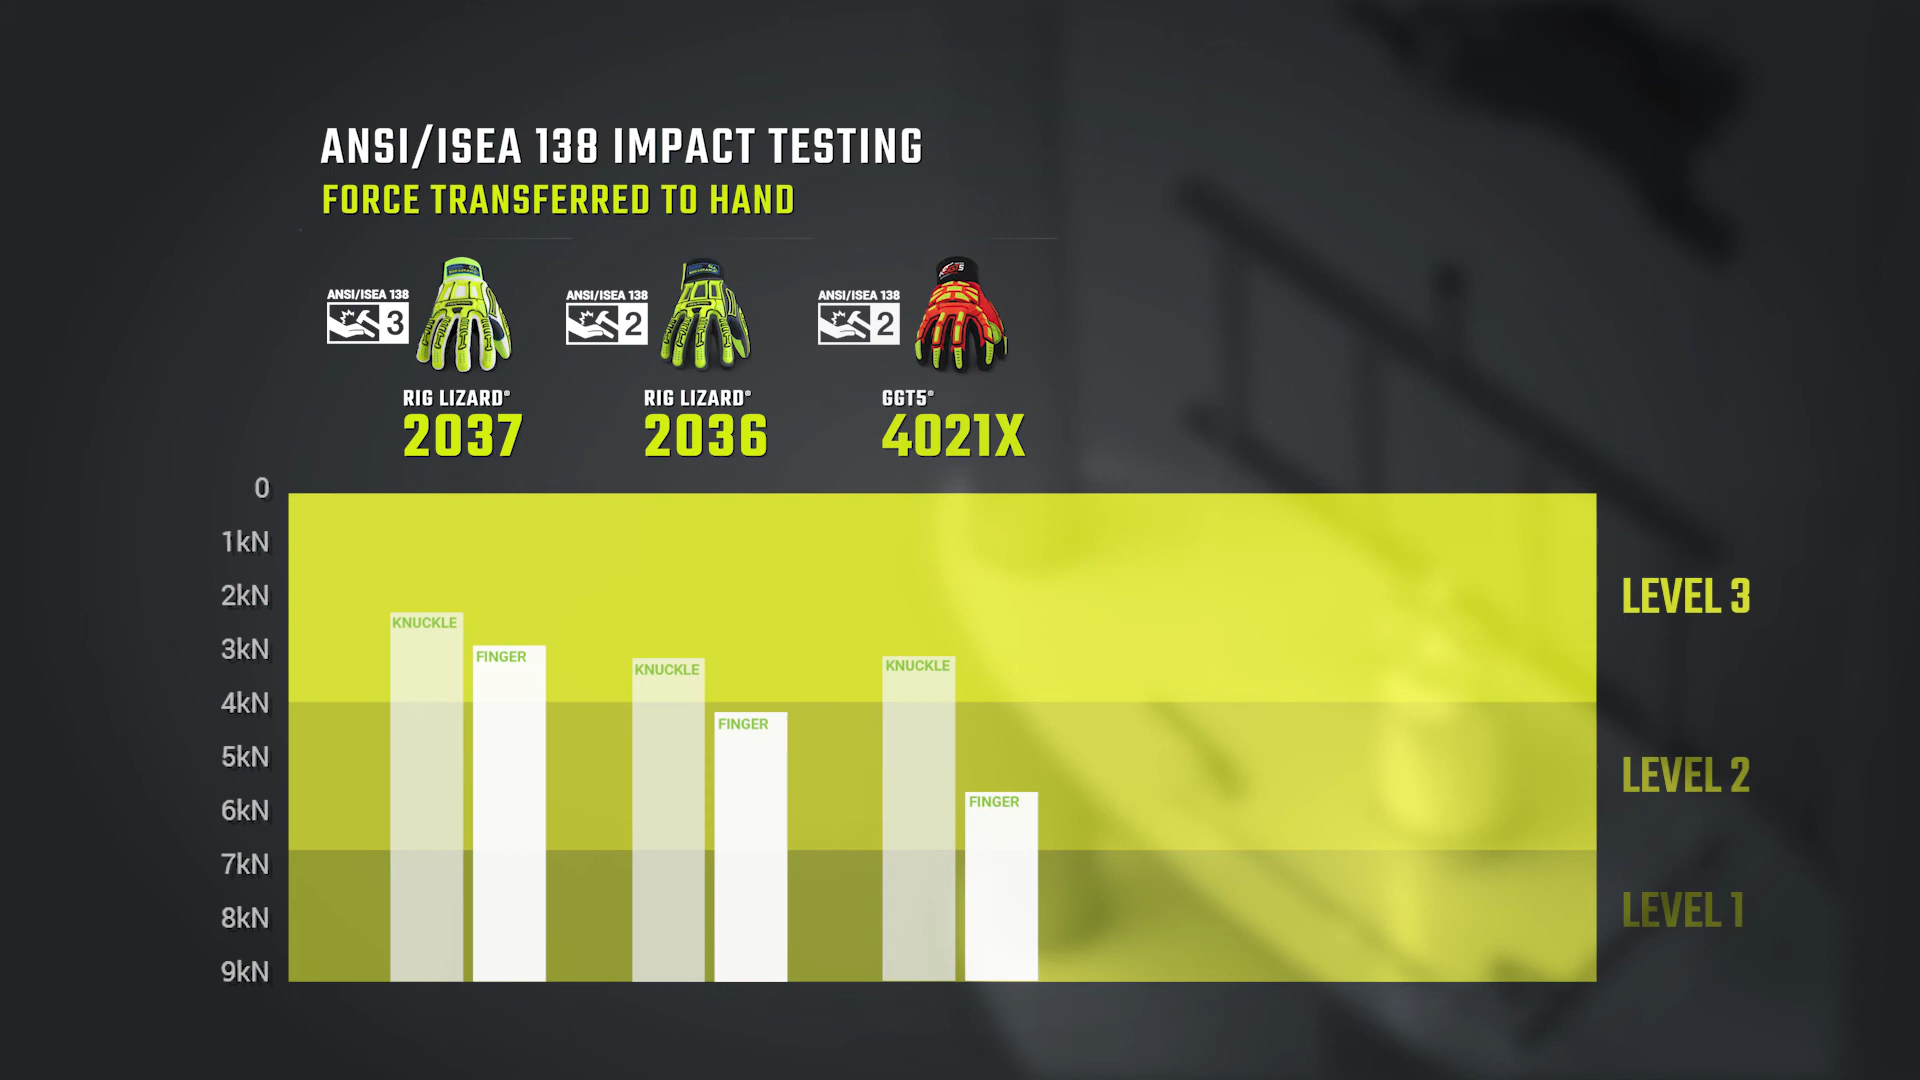 ANSI/ISEA 138 IMPACT TESTING
FORCE TRANSFERRED TO HAND
ANSI/ISEA 138
3
RIG LIZARD®
2037
ANSI/ISEA 138
2
RIG LIZARD®
2036
ANSI/ISEA 138
2
GGT5®
4021X
0
1kN
2kN
3kN
4kN
5kN
6kN
7kN
8kN
9kN
KNUCKLE
FINGER
KNUCKLE
FINGER
KNUCKLE
FINGER
LEVEL 3
LEVEL 2
LEVEL 1